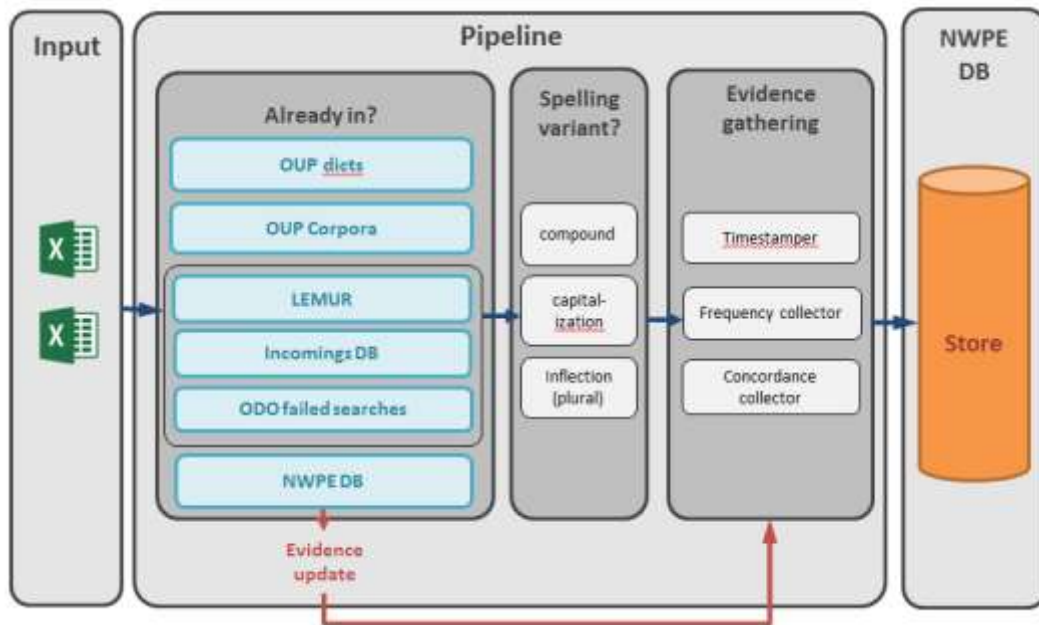 Input
Pipeline
NWPE
DB
Already in?
OUP dicts
OUP Corpora
LEMUR
Incomings DB
ODO failed searches
NWPE DB
Evidence
update
Spelling
variant?
compound
capital-
ization
Inflection
(plural)
Evidence
gathering
Timestamper
Frequency collector
Concordance
collector
Store
X
X